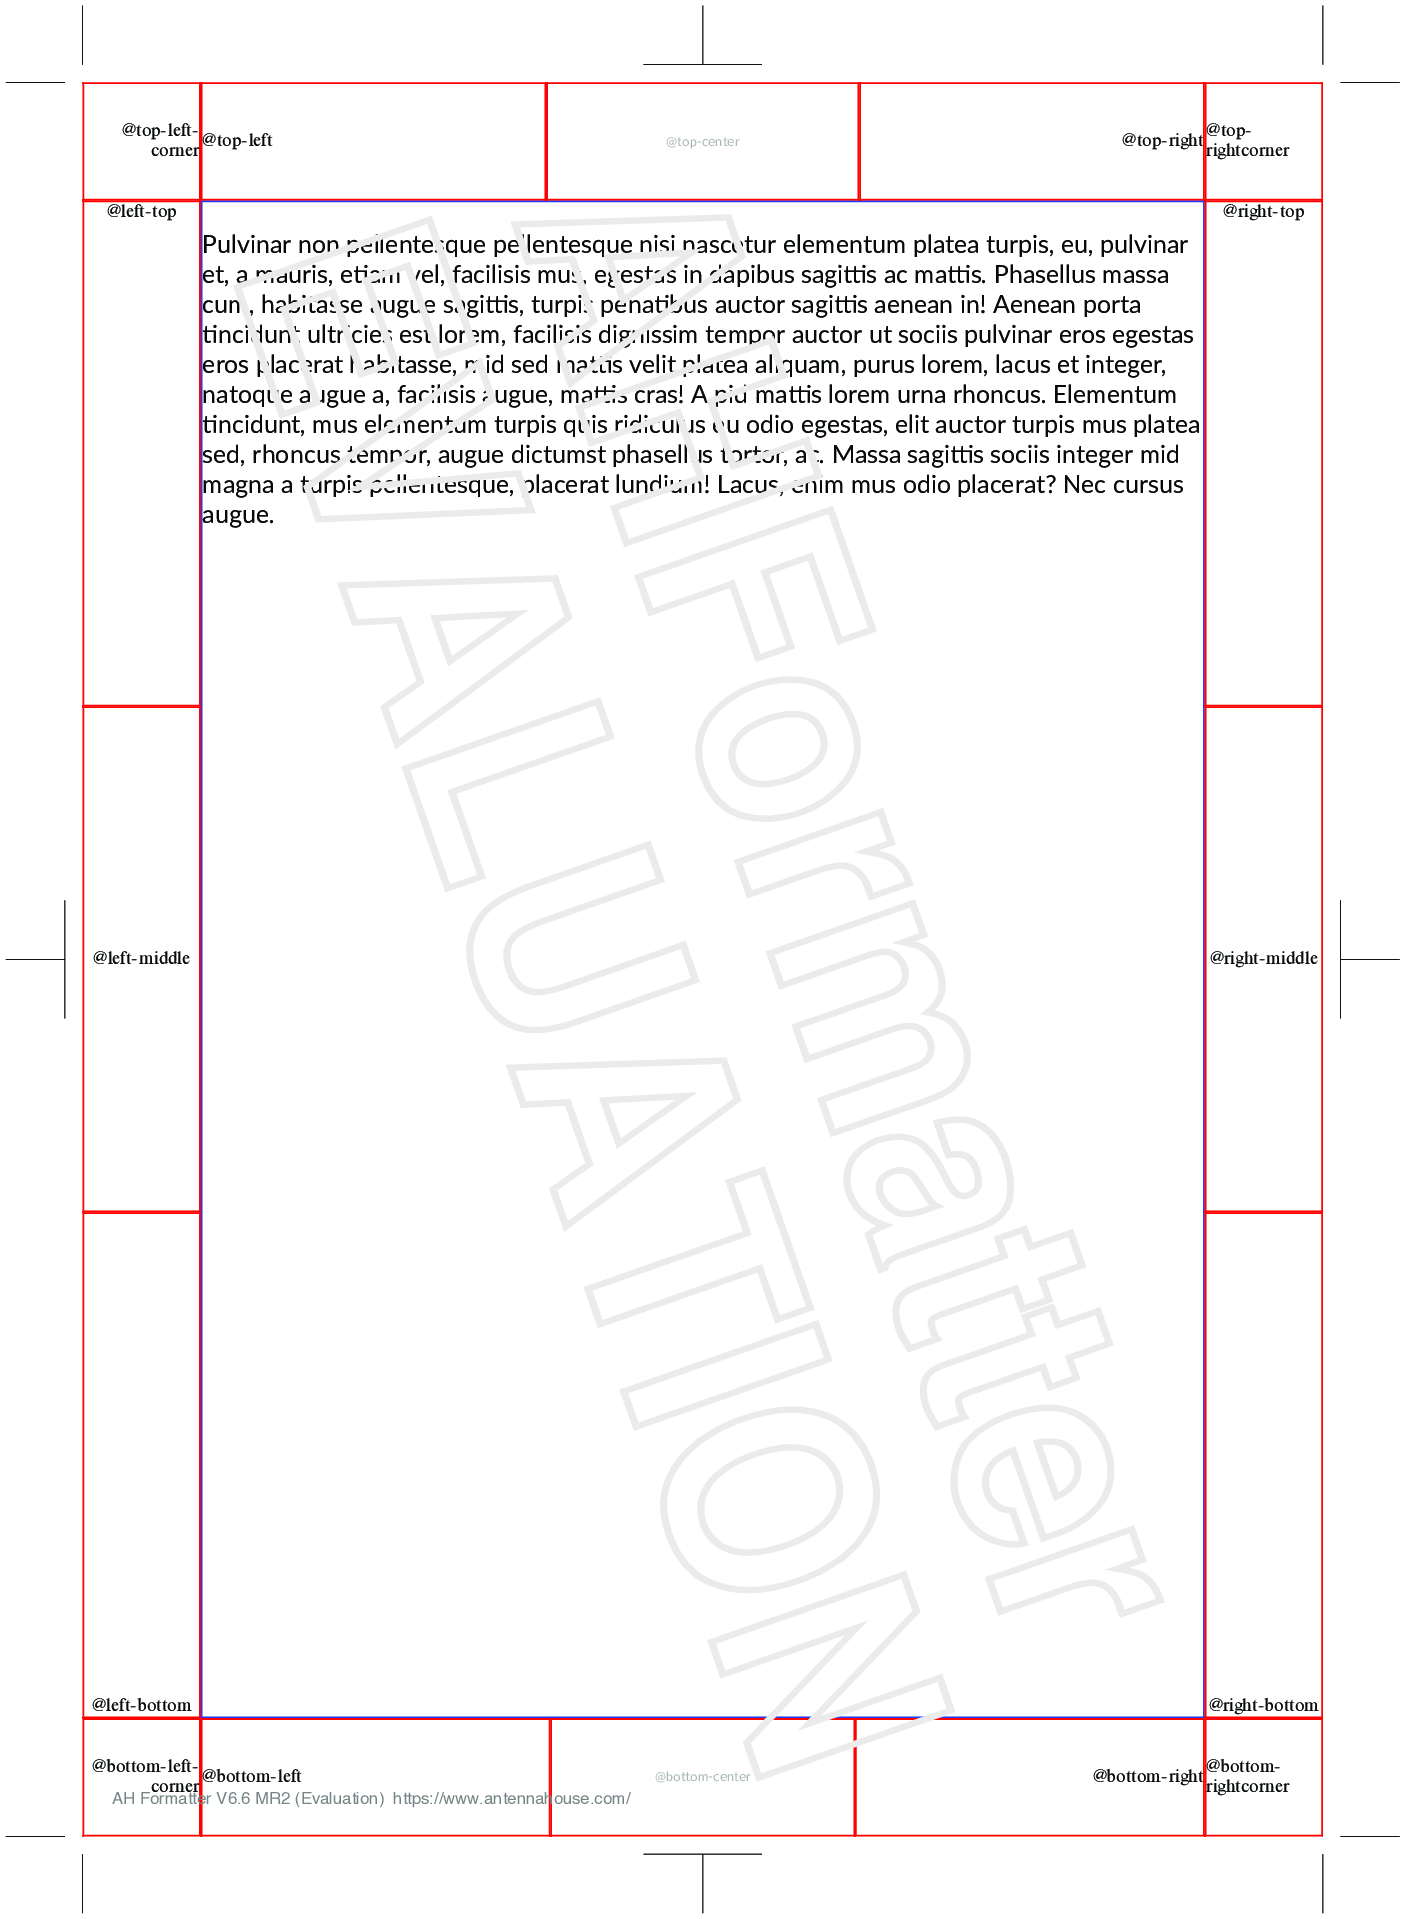 @top-left-
corner
@top-left
@top-center
@top-right
@top-
rightcorner
@left-top
@right-top
Pulvinar non pellentesque pellentesque nisi nascetur elementum platea turpis, eu, pulvinar
et, a mauris, etiam vel, facilisis mus, egestas in dapibus sagittis ac mattis. Phasellus massa
cum, habitasse augue sagittis, turpis penatibus auctor sagittis aenean in! Aenean porta
tincidunt ultricies est lorem, facilisis dignissim tempor auctor ut sociis pulvinar eros egestas
eros placerat habitasse, mid sed mattis velit platea aliquam, purus lorem, lacus et integer,
natoque augue a, facilisis augue, mattis cras! A pid mattis lorem urna rhoncus. Elementum
tincidunt, mus elementum turpis quis ridiculus eu odio egestas, elit auctor turpis mus platea
sed, rhoncus tempor, augue dictumst phasellus tortor, ac. Massa sagittis sociis integer mid
magna a turpis pellentesque, placerat lundium! Lacus, enim mus odio placerat? Nec cursus
augue.
AHFormatter
EVALUATION
@left-middle
@right-middle
@left-bottom
@right-bottom
@bottom-left-
corner
@bottom-left
@bottom-center
@bottom-right
@bottom-
rightcorner
AH Formatter V6.6 MR2 (Evaluation) https://www.antennahouse.com/